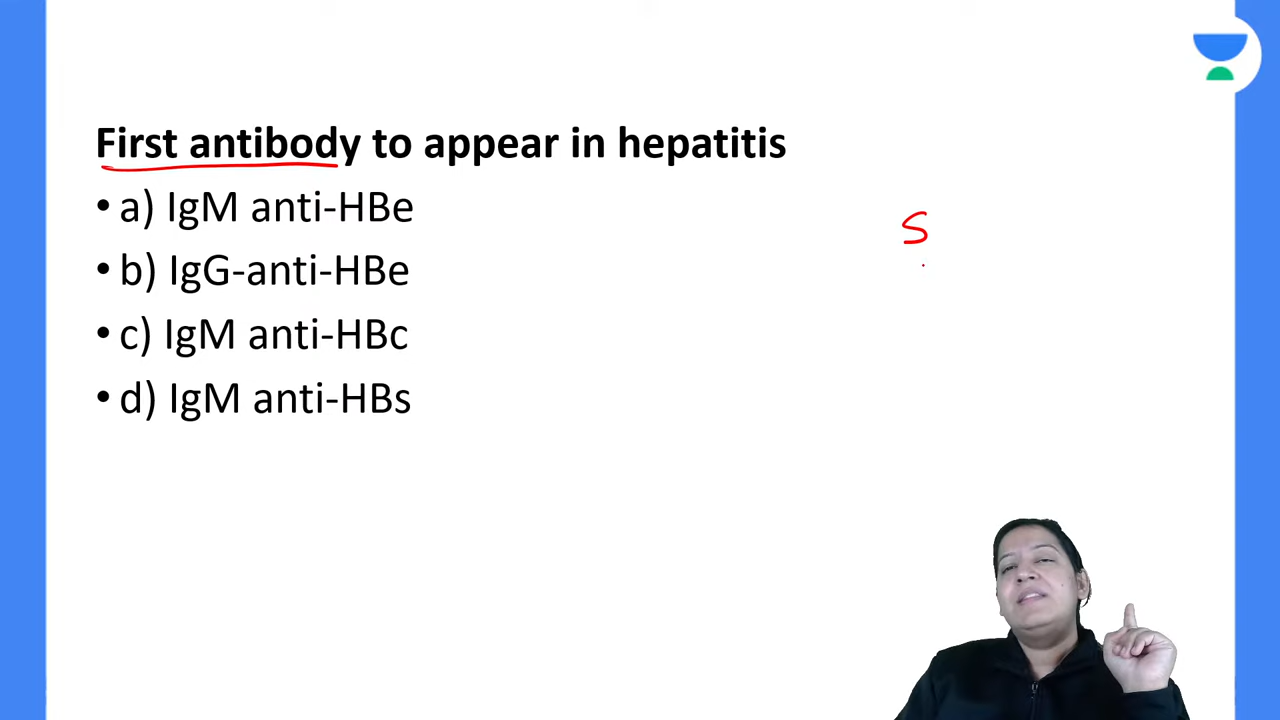 First antibody to appear in hepatitis
• a) IgM anti-HBe
• b) IgG-anti-HBe
• c) IgM anti-HBc
• d) IgM anti-HBs
S